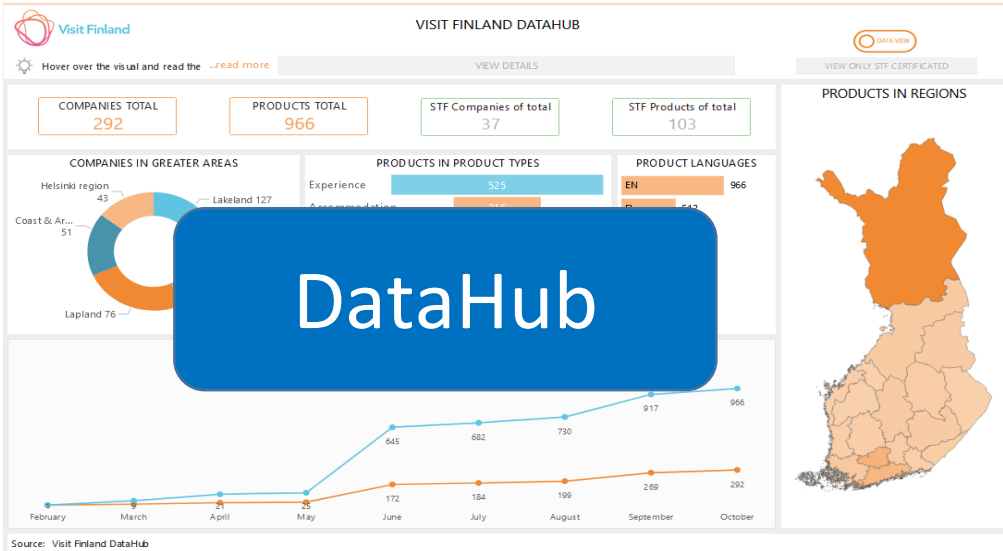 Visit Finland
VISIT FINLAND DATAHUB
DATA VIEW
Hover over the visual and read the ...read more
VIEW DETAILS
VIEW ONLY STF CERTIFICATED
COMPANIES TOTAL
292
PRODUCTS TOTAL
966
STF Companies of total
37
STF Products of total
103
PRODUCTS IN REGIONS
COMPANIES IN GREATER AREAS
Helsinki region
43
Lakeland 127
Coast & Ar...
51
Lapland 76
PRODUCTS IN PRODUCT TYPES
Experience
525
PRODUCT LANGUAGES
EN
966
DataHub
9
21
25
645
682
730
917
966
172
184
199
269
292
February
March
April
May
June
July
August
September
October
Source: Visit Finland DataHub